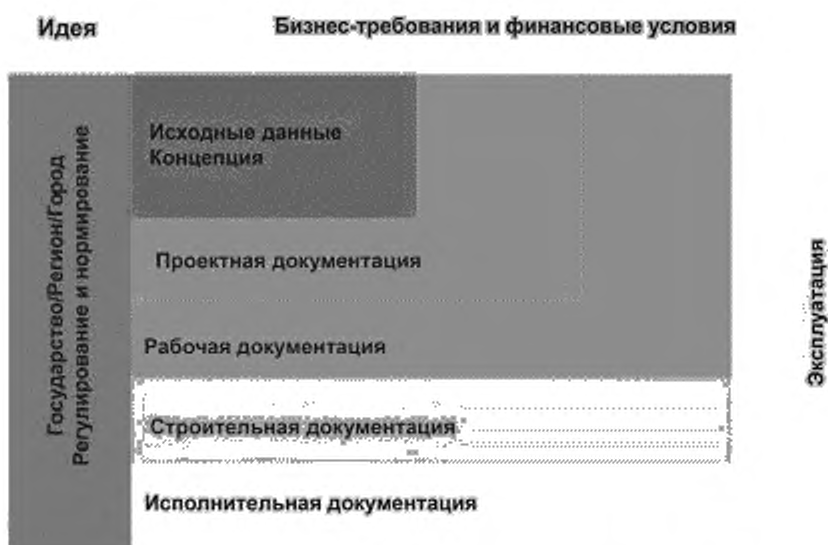 Идея
Бизнес-требования и финансовые условия
Государство/Регион/Город
Регулирование и нормирование
Исходные данные
Концепция
Проектная документация
Рабочая документация
Строительная документация
Исполнительная документация
Эксплуатация